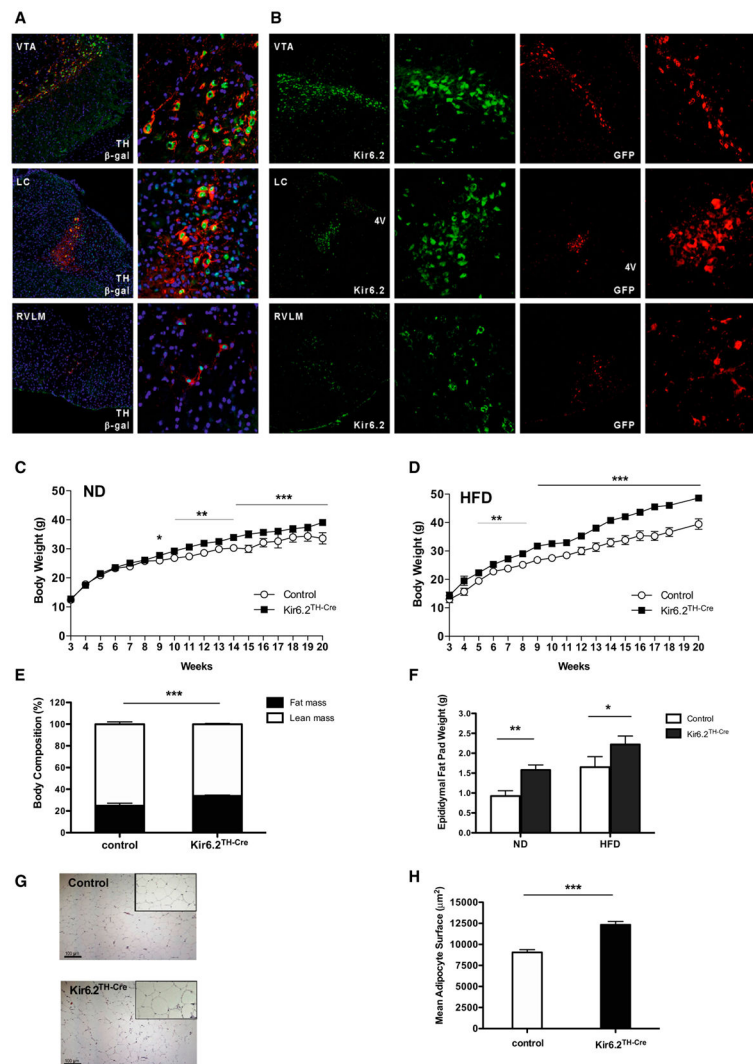 A
VTA
TH
β-gal
LC
TH
β-gal
RVLM
TH
β-gal
B
VTA
Kir6.2
GFP
LC
4V
Kir6.2
4V
GFP
RVLM
Kir6.2
GFP
C
ND
Body Weight (g)
50
40
30
20
10
0
*
**
***
Control
Kir6.2TH-Cre
3 4 5 6 7 8 9 10 11 12 13 14 15 16 17 18 19 20
Weeks
D
HFD
Body Weight (g)
50
40
30
20
10
0
**
***
Control
Kir6.2TH-Cre
3 4 5 6 7 8 9 10 11 12 13 14 15 16 17 18 19 20
Weeks
E
Body Composition (%)
120
100
80
60
40
20
0
***
Fat mass
Lean mass
control
Kir6.2TH-Cre
F
Epididymal Fat Pad Weight (g)
3.0
2.5
2.0
1.5
1.0
0.5
0.0
**
*
Control
Kir6.2TH-Cre
ND
HFD
G
Control
100 µm
Kir6.2TH-Cre
100 µm
H
Mean Adipocyte Surface (µm2)
15000
12500
10000
7500
5000
2500
0
***
control
Kir6.2TH-Cre